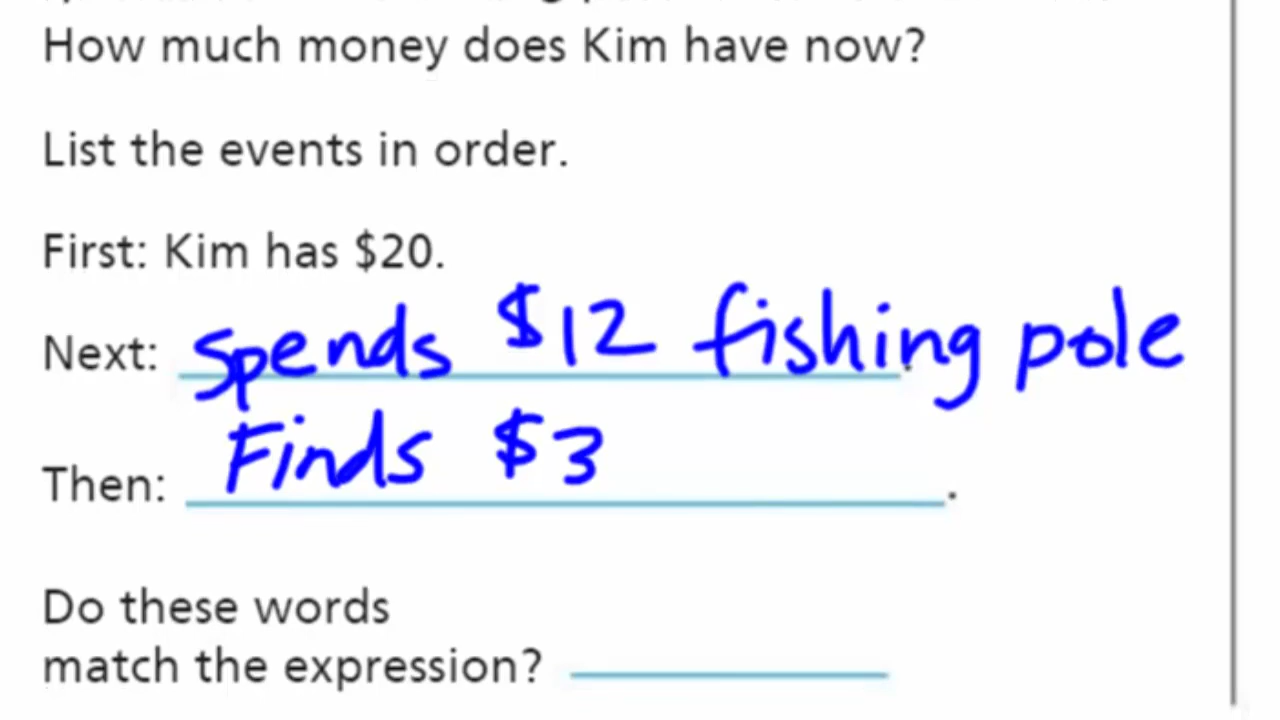 How much money does Kim have now?
List the events in order.
First: Kim has $20.
Next: spends $12 fishing pole.
Then: Finds $3.
Do these words
match the expression?